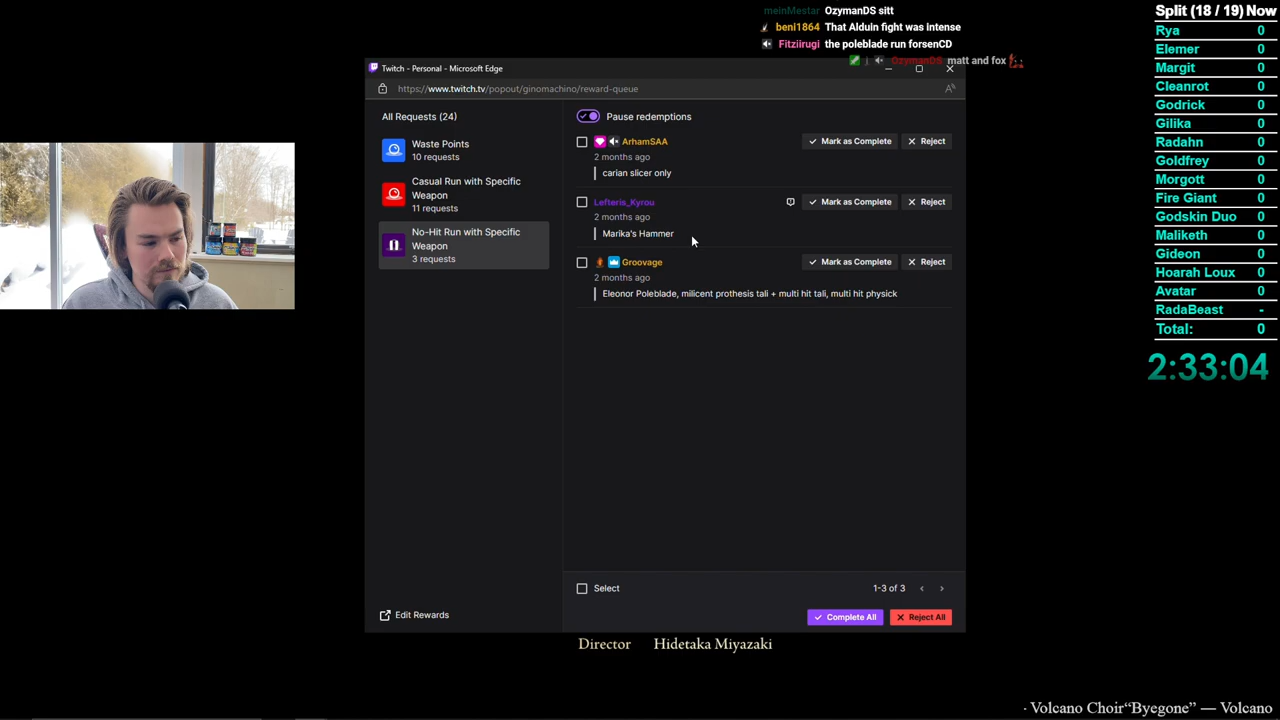 meinMestar OzymanDS sitt
beni1864 That Alduin fight was intense
Fitziirugi the poleblade run forsenCD
OzymanDS matt and fox
Twitch - Personal - Microsoft Edge
https://www.twitch.tv/popout/ginomachino/reward-queue
All Requests (24)
Waste Points
10 requests
Casual Run with Specific
Weapon
11 requests
No-Hit Run with Specific
Weapon
3 requests
Edit Rewards
Pause redemptions
ArhamSAA Mark as Complete Reject
2 months ago
carian slicer only
Lefteris_Kyrou Mark as Complete Reject
2 months ago
Marika's Hammer
Groovage Mark as Complete Reject
2 months ago
Eleonor Poleblade, milicent prothesis tali + multi hit tali, multi hit physick
Select 1-3 of 3
Complete All Reject All
Director Hidetaka Miyazaki
Split (18 / 19) Now
Rya 0
Elemer 0
Margit 0
Cleanrot 0
Godrick 0
Gilika 0
Radahn 0
Goldfrey 0
Morgott 0
Fire Giant 0
Godskin Duo 0
Maliketh 0
Gideon 0
Hoarah Loux 0
Avatar 0
RadaBeast -
Total: 0
2:33:04
· Volcano Choir“Byegone” — Volcano